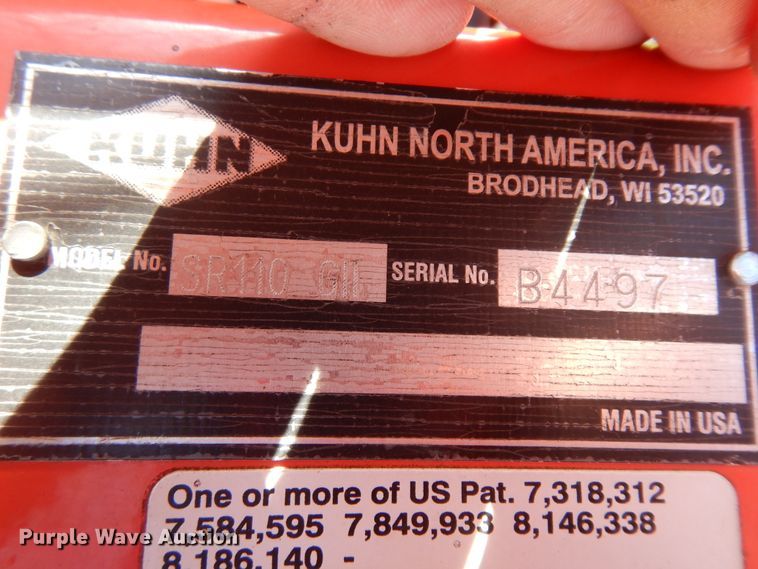 KUHN
KUHN NORTH AMERICA, INC.
BRODHEAD, WI 53520
MODEL No. SR110 GII SERIAL No. B4497
MADE IN USA
One or more of US Pat. 7,318,312
7,584,595 7,849,933 8,146,338
8,186,140 -
Purple Wave Auction